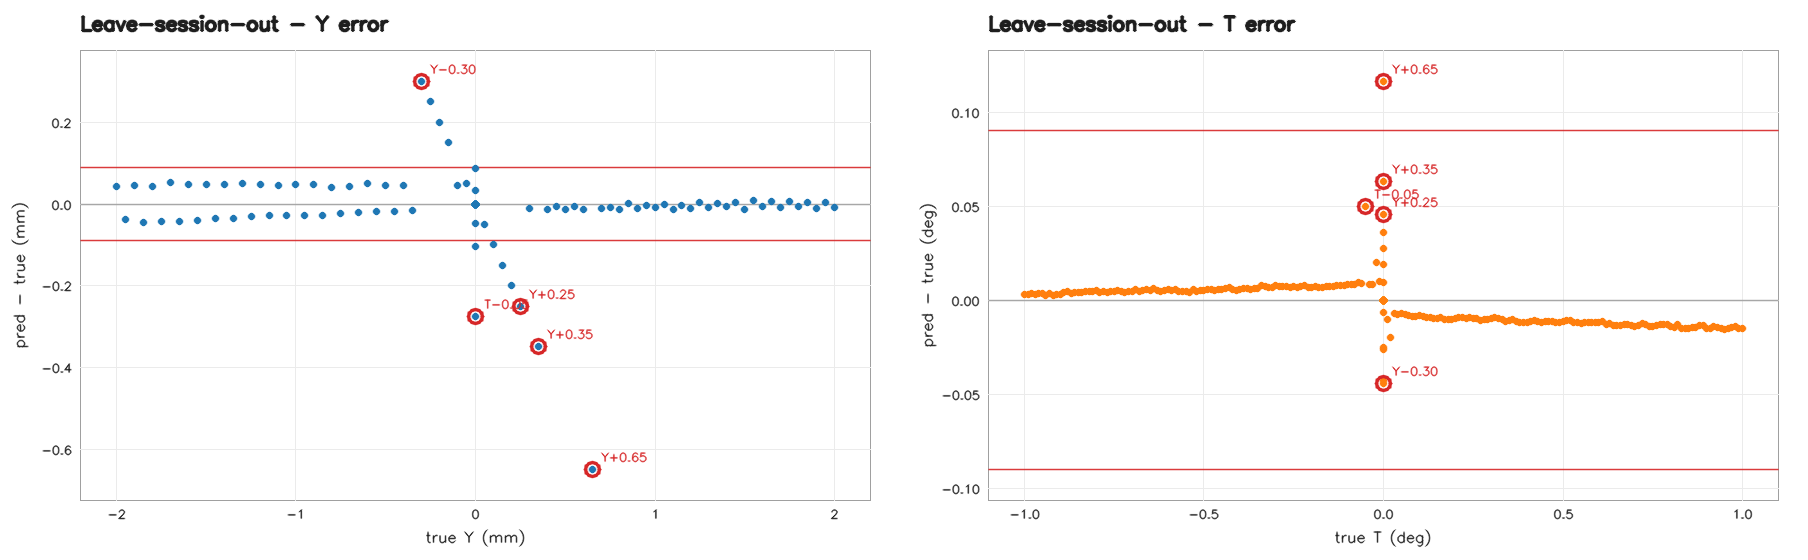 Leave-session-out - Y error
Y-0.30
0.2
0.0
-0.2
-0.4
-0.6
Y+0.25
Y+0.35
Y+0.65
-2
-1
0
1
2
true Y (mm)
pred - true (mm)
Leave-session-out - T error
Y+0.65
0.10
0.05
0.00
-0.05
-0.10
Y+0.35
T-0.05
Y+0.25
Y-0.30
-1.0
-0.5
0.0
0.5
1.0
true T (deg)
pred - true (deg)